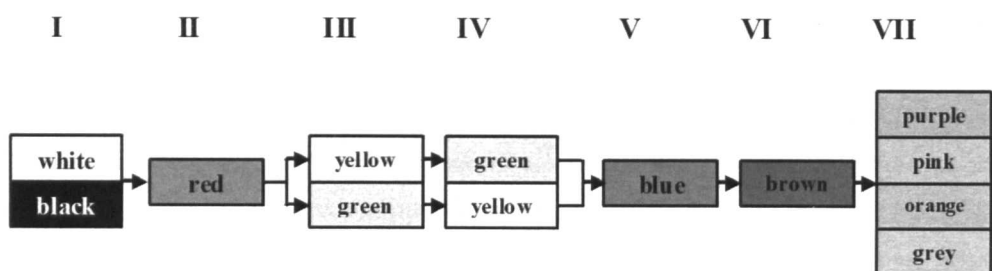 I II III IV V VI VII
purple
white yellow green pink
red blue brown
black green yellow orange
grey